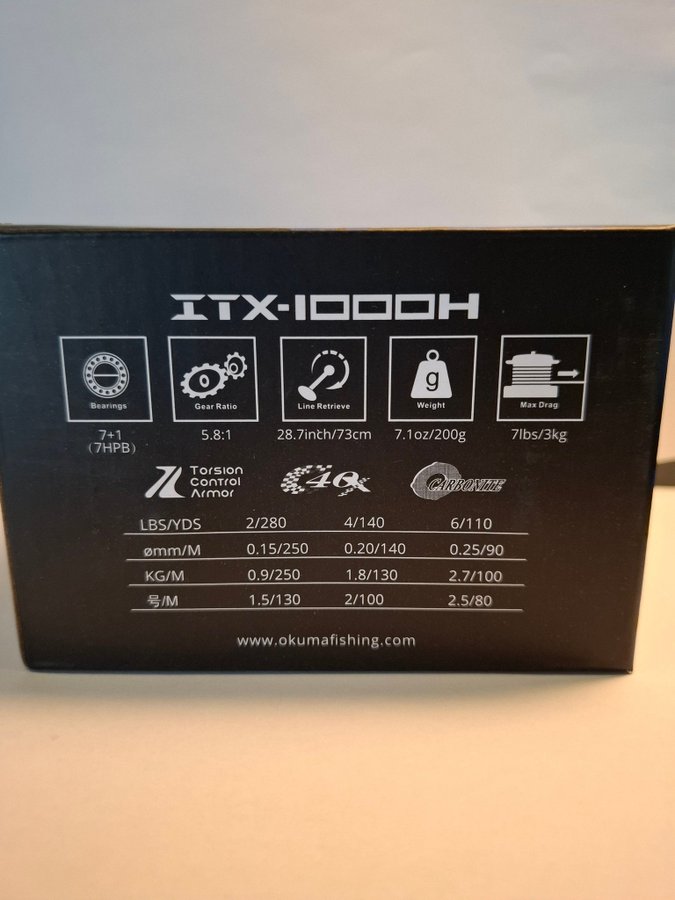 ITX-1000H
Bearings
Gear Ratio
Line Retrieve
Weight
Max Drag
g
7+1
(7HPB)
5.8:1
28.7inch/73cm
7.1oz/200g
7lbs/3kg
Torsion
Control
Armor
40x
CARBONITE
LBS/YDS 2/280 4/140 6/110
ømm/M 0.15/250 0.20/140 0.25/90
KG/M 0.9/250 1.8/130 2.7/100
号/M 1.5/130 2/100 2.5/80
www.okumafishing.com